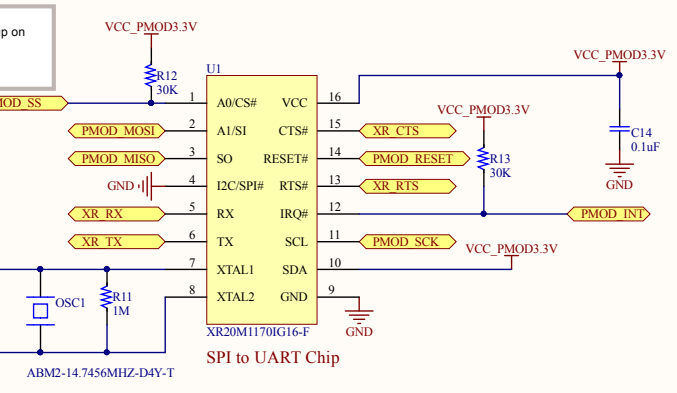 up on
VCC_PMOD3.3V
R12
30K
U1
VCC_PMOD3.3V
MOD_SS 1 A0/CS# VCC 16
VCC_PMOD3.3V
PMOD_MOSI 2 A1/SI CTS# 15 XR_CTS
C14
0.1uF
PMOD_MISO 3 SO RESET# 14 PMOD_RESET
R13
30K
GND 4 I2C/SPI# RTS# 13 XR_RTS
GND
XR_RX 5 RX IRQ# 12 PMOD_INT
XR_TX 6 TX SCL 11 PMOD_SCK
VCC_PMOD3.3V
7 XTAL1 SDA 10
8 XTAL2 GND 9
OSC1
R11
1M
GND
XR20M1170IG16-F
SPI to UART Chip
ABM2-14.7456MHZ-D4Y-T